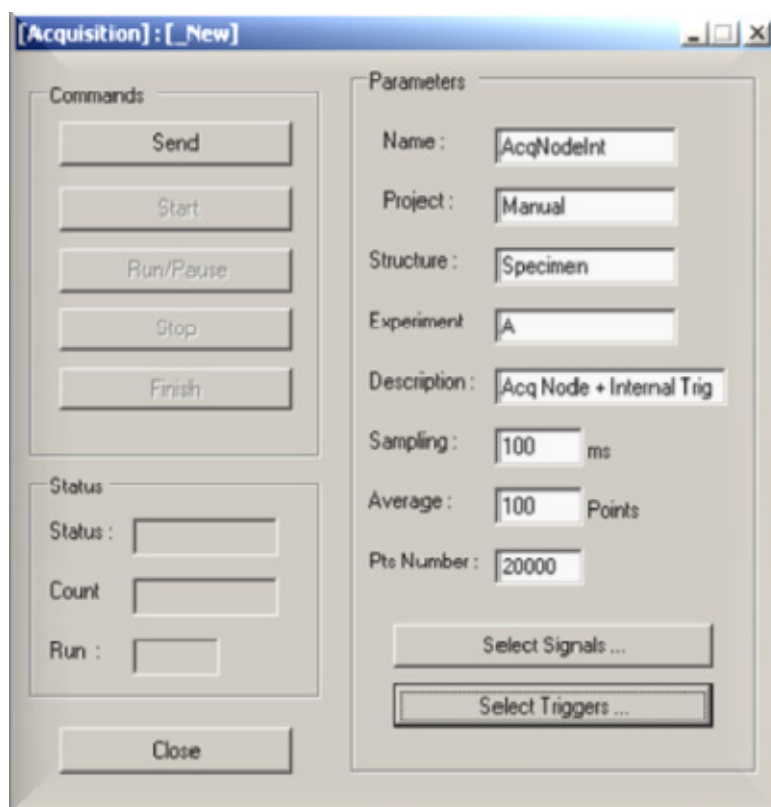 [Acquisition] : [_New]
Commands
Send
Start
Run/Pause
Stop
Finish
Status
Status :
Count
Run :
Close
Parameters
Name : AcqNodeInt
Project : Manual
Structure : Specimen
Experiment A
Description : Acq Node + Internal Trig
Sampling : 100 ms
Average : 100 Points
Pts Number : 20000
Select Signals ...
Select Triggers ...